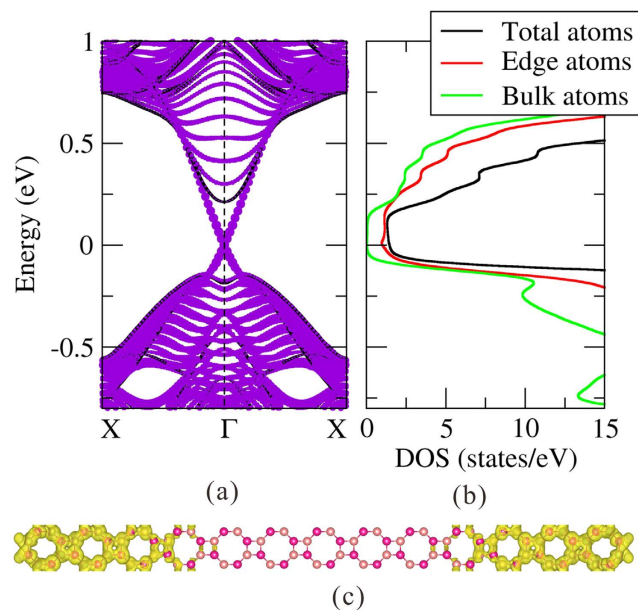 1
0.5
0
-0.5
Energy (eV)
X
Γ
X
(a)
Total atoms
Edge atoms
Bulk atoms
0
5
10
15
DOS (states/eV)
(b)
(c)